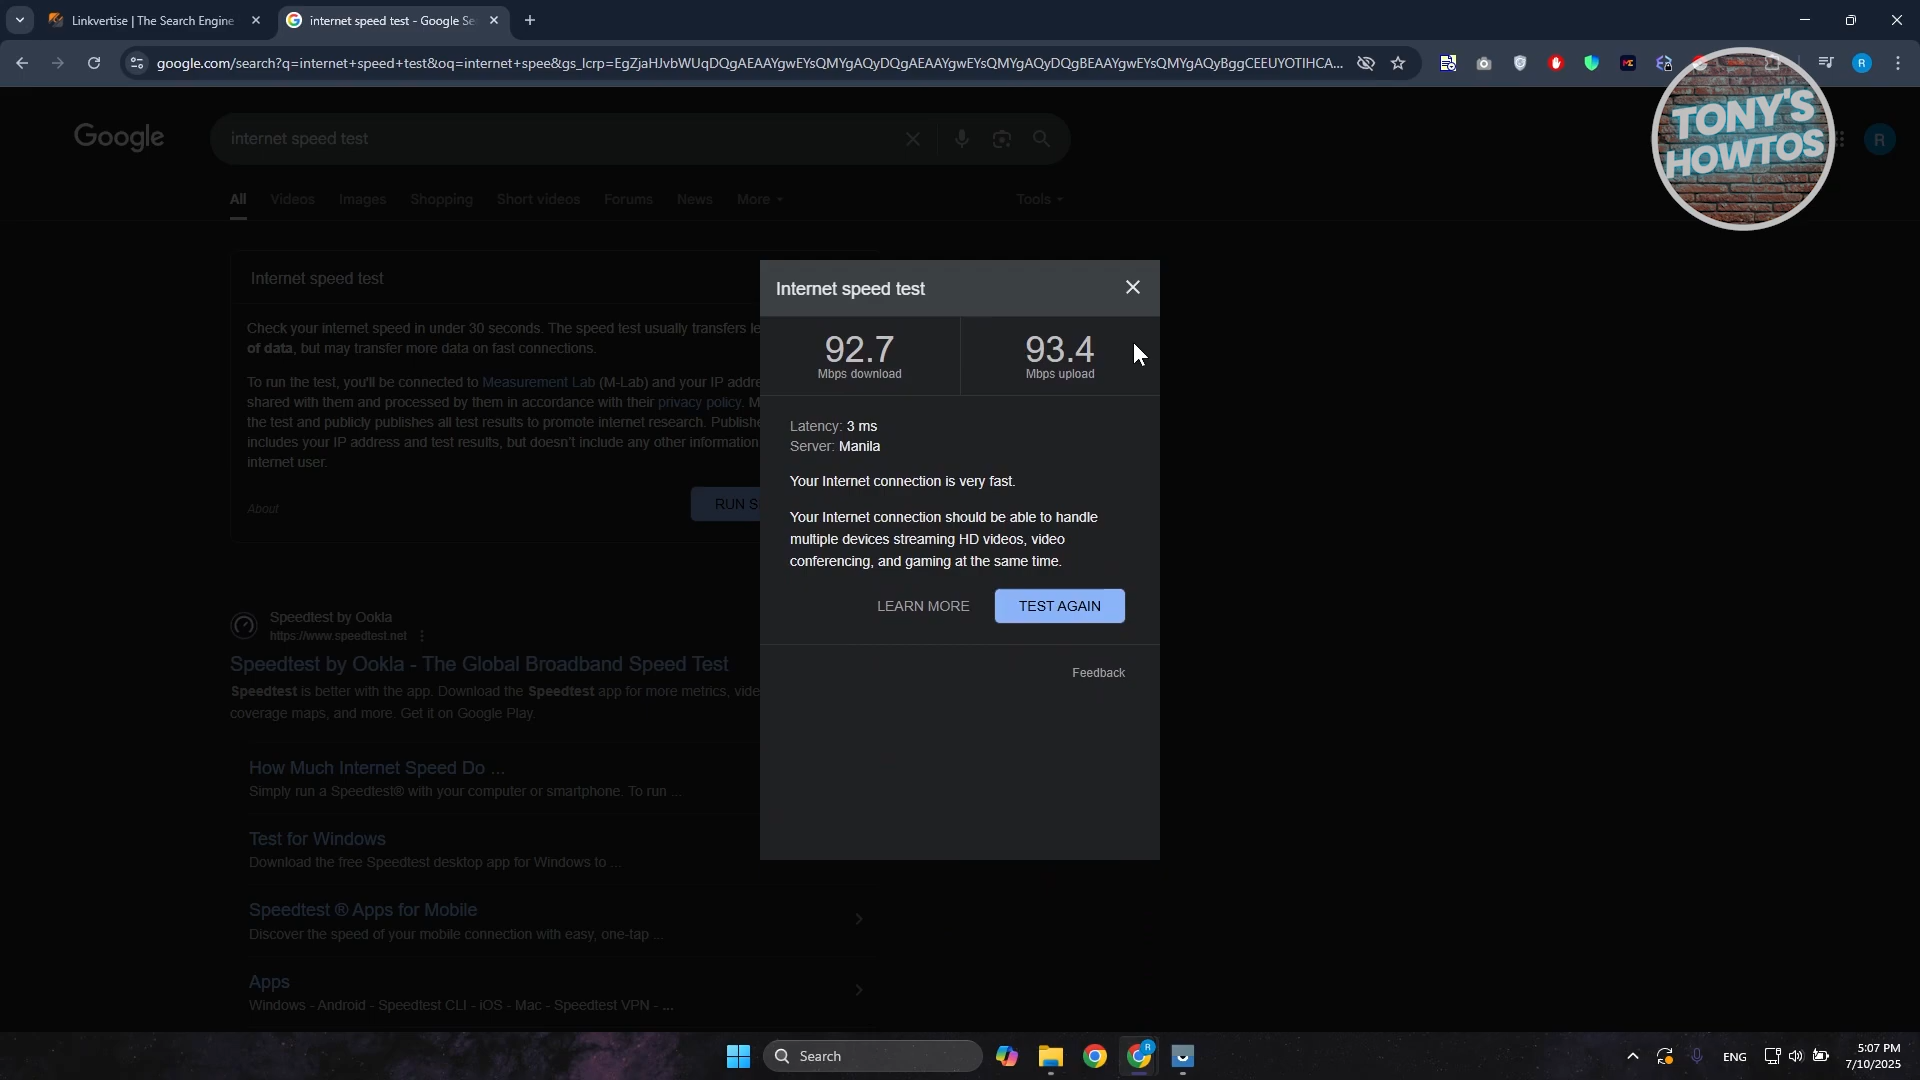 Linkvertise | The Search Engine
internet speed test - Google Se
google.com/search?q=internet+speed+test&oq=internet+spee&gs_lcrp=EgZjaHJvbWUqDQgAEAAYgwEYsQMYgAQyDQgAEAAYgwEYsQMYgAQyDQgBEAAYgwEYsQMYgAQyBggCEEUYOTIHCA...
R
TONY'S
HOWTOS
Google
internet speed test
R
All
Videos
Images
Shopping
Short videos
Forums
News
More
Tools
Internet speed test
Check your internet speed in under 30 seconds. The speed test usually transfers le
of data, but may transfer more data on fast connections.
To run the test, you'll be connected to Measurement Lab (M-Lab) and your IP addre
shared with them and processed by them in accordance with their privacy policy. M
the test and publicly publishes all test results to promote internet research. Publishe
includes your IP address and test results, but doesn't include any other information
internet user.
About
RUN S
Internet speed test
92.7
Mbps download
93.4
Mbps upload
Latency: 3 ms
Server: Manila
Your Internet connection is very fast.
Your Internet connection should be able to handle
multiple devices streaming HD videos, video
conferencing, and gaming at the same time.
LEARN MORE
TEST AGAIN
Feedback
Speedtest by Ookla
https://www.speedtest.net
Speedtest by Ookla - The Global Broadband Speed Test
Speedtest is better with the app. Download the Speedtest app for more metrics, vide
coverage maps, and more. Get it on Google Play.
How Much Internet Speed Do ...
Simply run a Speedtest® with your computer or smartphone. To run ...
Test for Windows
Download the free Speedtest desktop app for Windows to ...
Speedtest ® Apps for Mobile
Discover the speed of your mobile connection with easy, one-tap ...
Apps
Windows - Android - Speedtest CLI - iOS - Mac - Speedtest VPN - ...
Search
R
ENG
5:07 PM
7/10/2025